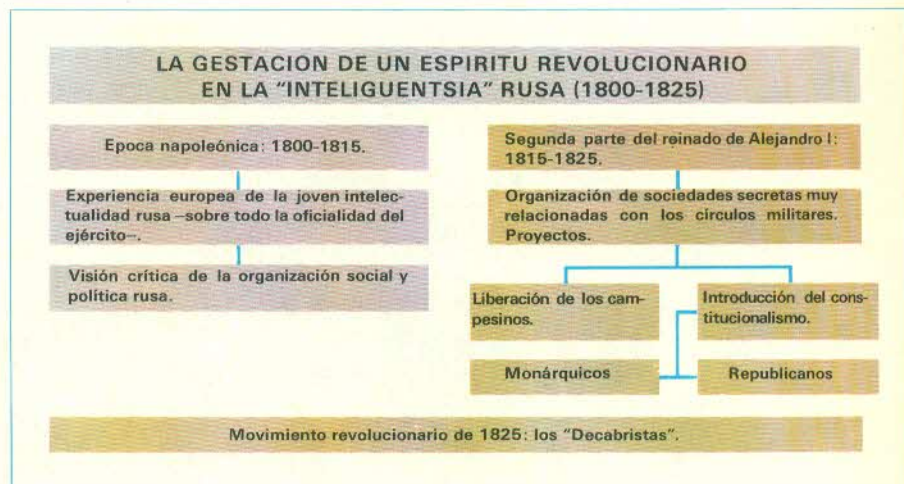 LA GESTACION DE UN ESPIRITU REVOLUCIONARIO
EN LA "INTELIGUENTSIA" RUSA (1800-1825)
Epoca napoleónica: 1800-1815.
Experiencia europea de la joven intelec-
tualidad rusa —sobre todo la oficialidad del
ejército—.
Visión crítica de la organización social y
política rusa.
Segunda parte del reinado de Alejandro I:
1815-1825.
Organización de sociedades secretas muy
relacionadas con los círculos militares.
Proyectos.
Liberación de los cam-
pesinos.
Introducción del cons-
titucionalismo.
Monárquicos
Republicanos
Movimiento revolucionario de 1825: los "Decabristas".